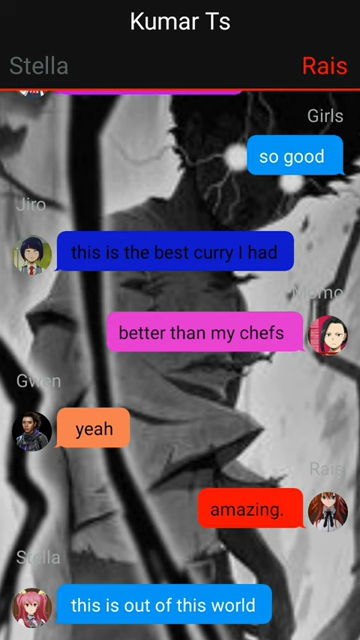 Kumar Ts
Stella
Rais
Girls
so good
Jiro
this is the best curry I had
Momo
better than my chefs
Gwen
yeah
Rais
amazing.
Stella
this is out of this world